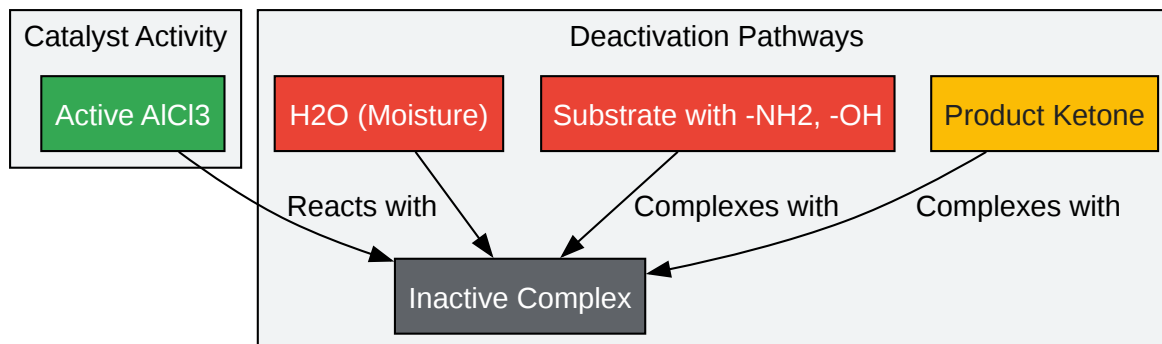 Catalyst Activity
Deactivation Pathways
Active AlCl3
H2O (Moisture)
Substrate with -NH2, -OH
Product Ketone
Reacts with
Complexes with
Complexes with
Inactive Complex